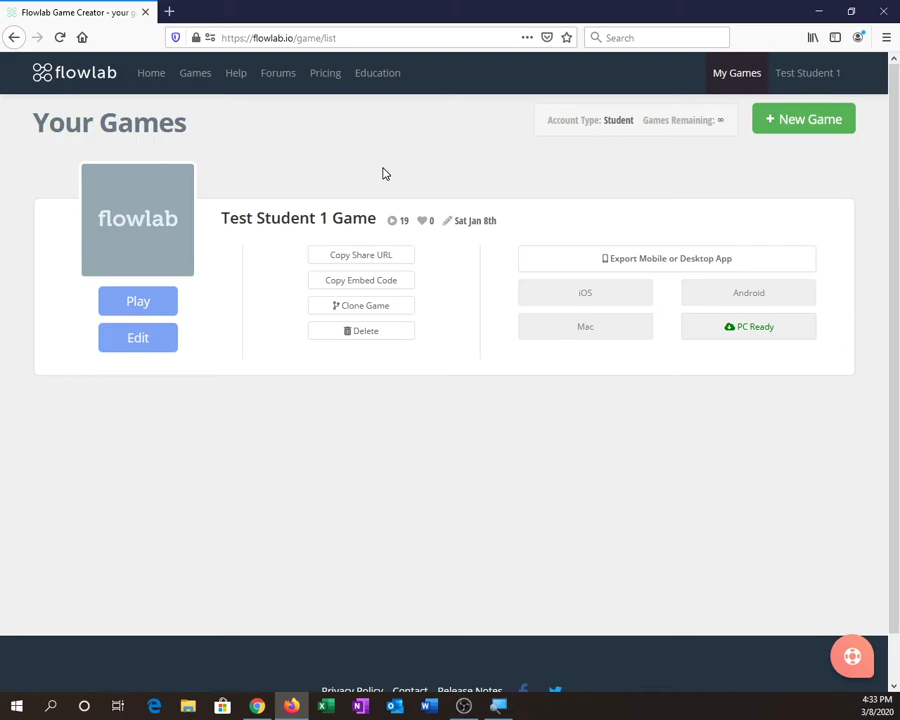 Flowlab Game Creator - your g
https://flowlab.io/game/list
Search
flowlab Home Games Help Forums Pricing Education My Games Test Student 1
Your Games
Account Type: Student Games Remaining: ∞
+ New Game
flowlab
Test Student 1 Game 19 0 Sat Jan 8th
Play
Edit
Copy Share URL
Copy Embed Code
Clone Game
Delete
Export Mobile or Desktop App
iOS Android
Mac PC Ready
Privacy Policy Contact Release Notes
4:33 PM
3/8/2020